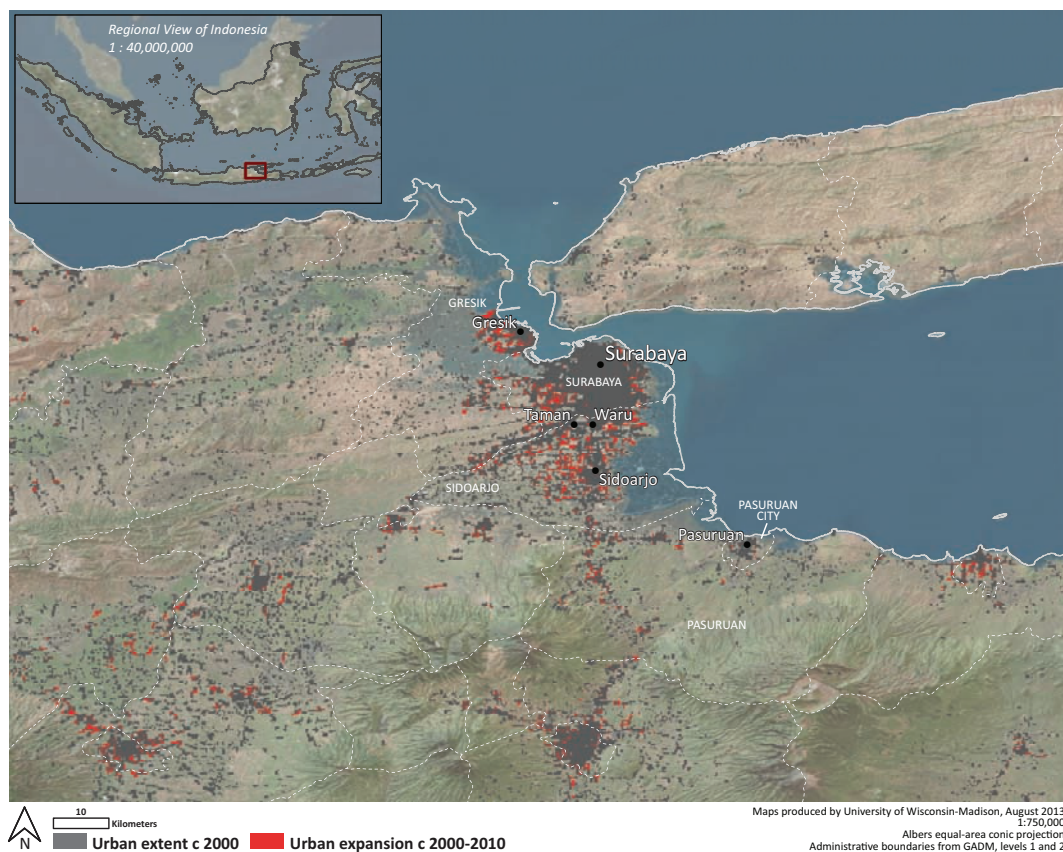 Regional View of Indonesia
1 : 40,000,000
GRESIK
Gresik
Surabaya
SURABAYA
Taman
Waru
Sidoarjo
SIDOARJO
PASURUAN
CITY
Pasuruan
PASURUAN
N
10
Kilometers
Urban extent c 2000
Urban expansion c 2000-2010
Maps produced by University of Wisconsin-Madison, August 2013
1:750,000
Albers equal-area conic projection
Administrative boundaries from GADM, levels 1 and 2